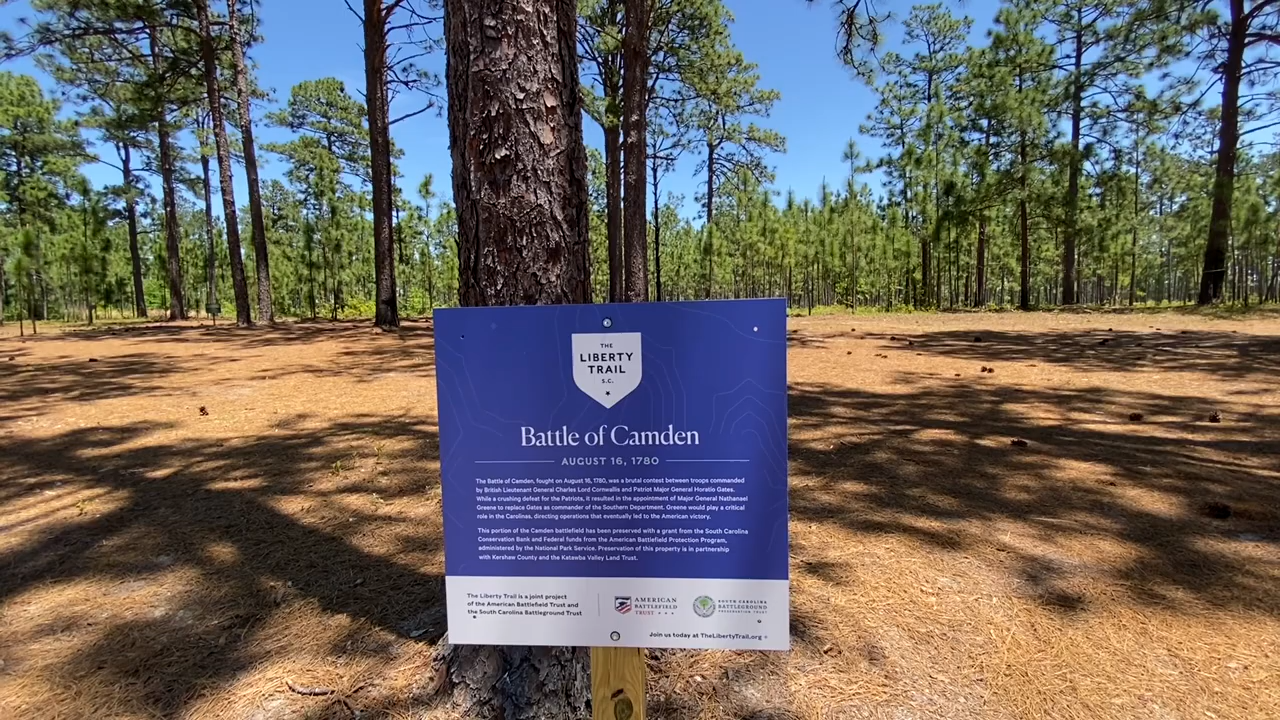 THE
LIBERTY
TRAIL
S.C.
Battle of Camden
AUGUST 16, 1780
The Battle of Camden, fought on August 16, 1780, was a brutal contest between troops commanded
by British Lieutenant General Charles Lord Cornwallis and Patriot Major General Horatio Gates.
While a crushing defeat for the Patriots, it resulted in the appointment of Major General Nathanael
Greene to replace Gates as commander of the Southern Department. Greene would play a critical
role in the Carolinas, directing operations that eventually led to the American victory.
This portion of the Camden battlefield has been preserved with a grant from the South Carolina
Conservation Bank and Federal funds from the American Battlefield Protection Program,
administered by the National Park Service. Preservation of this property is in partnership
with Kershaw County and the Katawba Valley Land Trust.
The Liberty Trail is a joint project
of the American Battlefield Trust and
the South Carolina Battleground Trust
AMERICAN
BATTLEFIELD
TRUST
SOUTH CAROLINA
BATTLEGROUND
PRESERVATION TRUST
Join us today at TheLibertyTrail.org